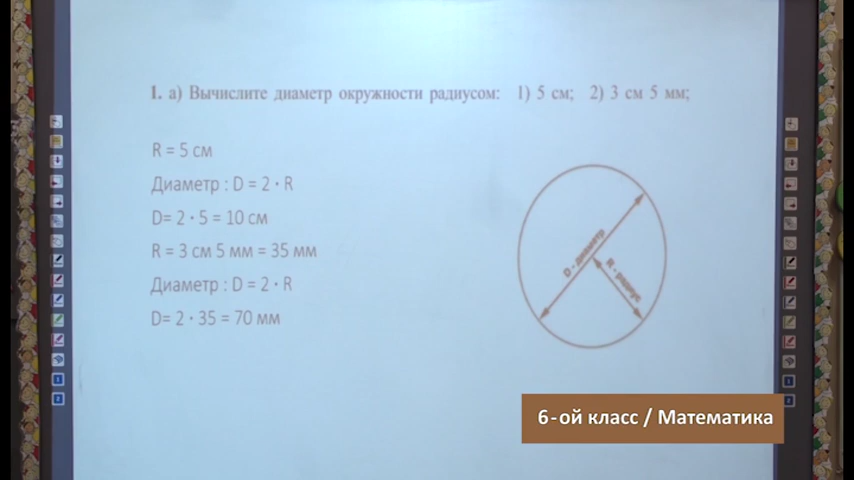 1. а) Вычислите диаметр окружности радиусом: 1) 5 см; 2) 3 см 5 мм;
R = 5 см
Диаметр : D = 2 · R
D= 2 · 5 = 10 см
R = 3 см 5 мм = 35 мм
Диаметр : D = 2 · R
D= 2 · 35 = 70 мм
D - диаметр
R - радиус
6-ой класс / Математика